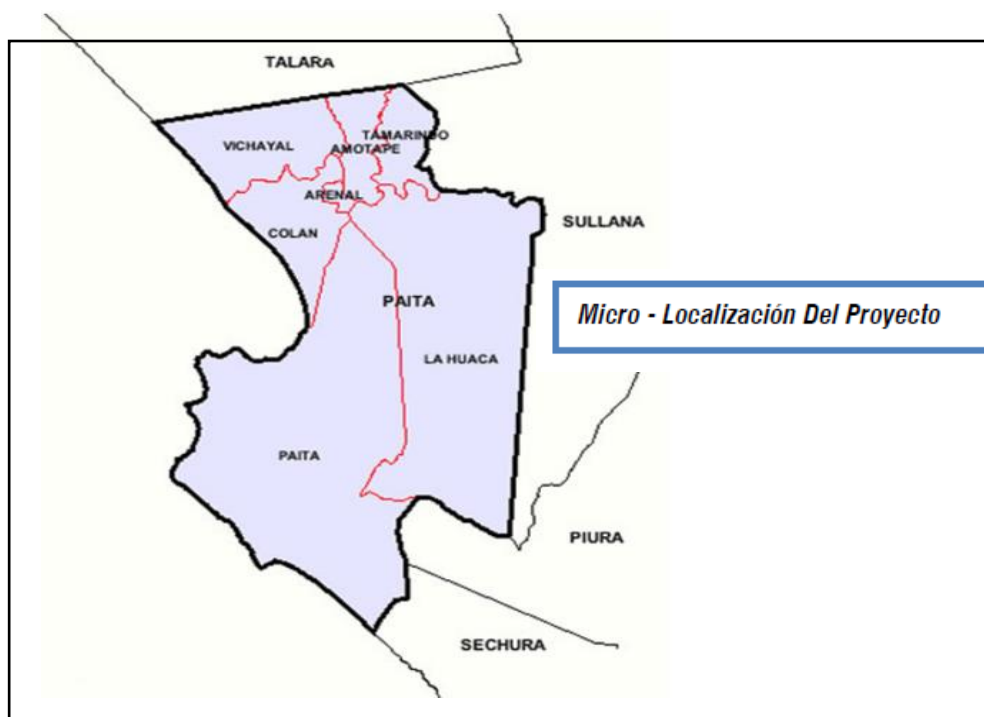 TALARA
TAMARINDO
VICHAYAL
AMOTAPE
ARENAL
SULLANA
COLAN
PAITA
Micro - Localización Del Proyecto
LA HUACA
PAITA
PIURA
SECHURA